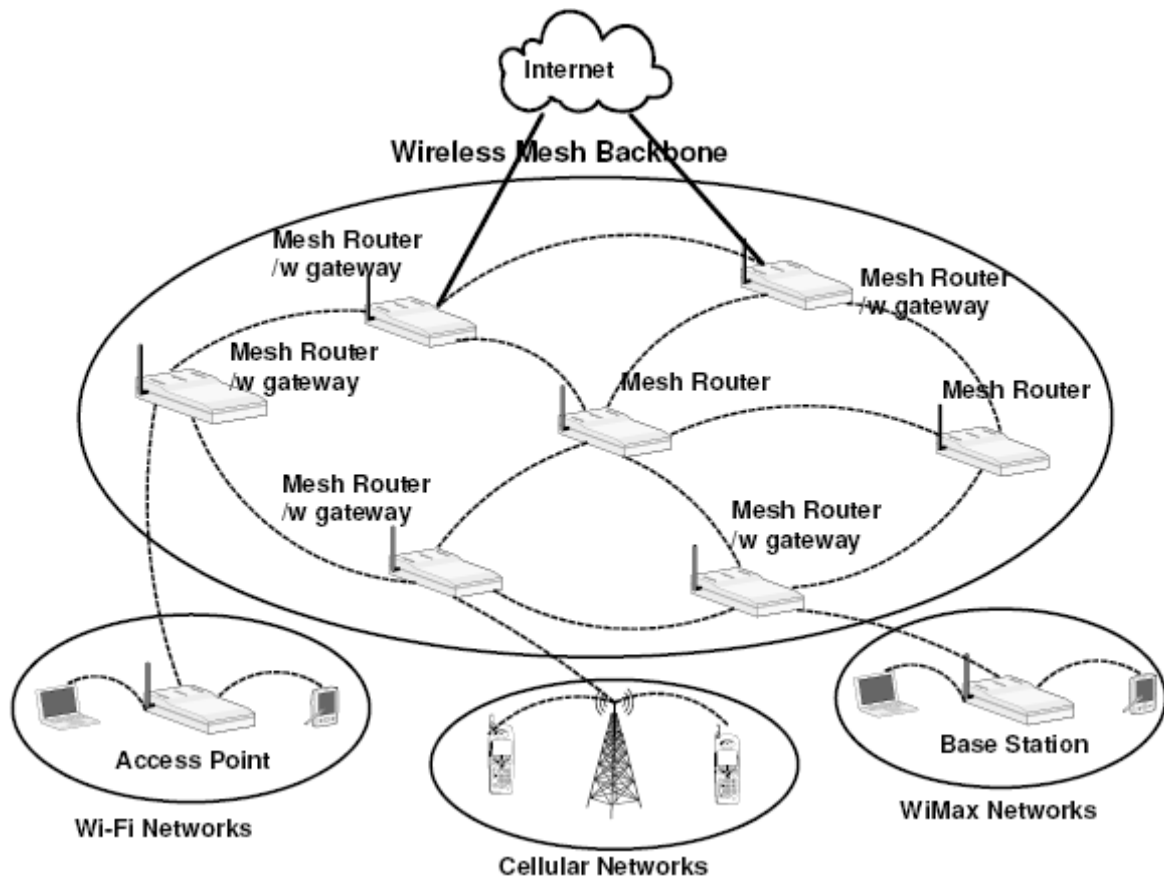 Internet
Wireless Mesh Backbone
Mesh Router
/w gateway
Mesh Router
/w gateway
Mesh Router
/w gateway
Mesh Router
Mesh Router
Mesh Router
/w gateway
Mesh Router
/w gateway
Access Point
Base Station
Wi-Fi Networks
WiMax Networks
Cellular Networks